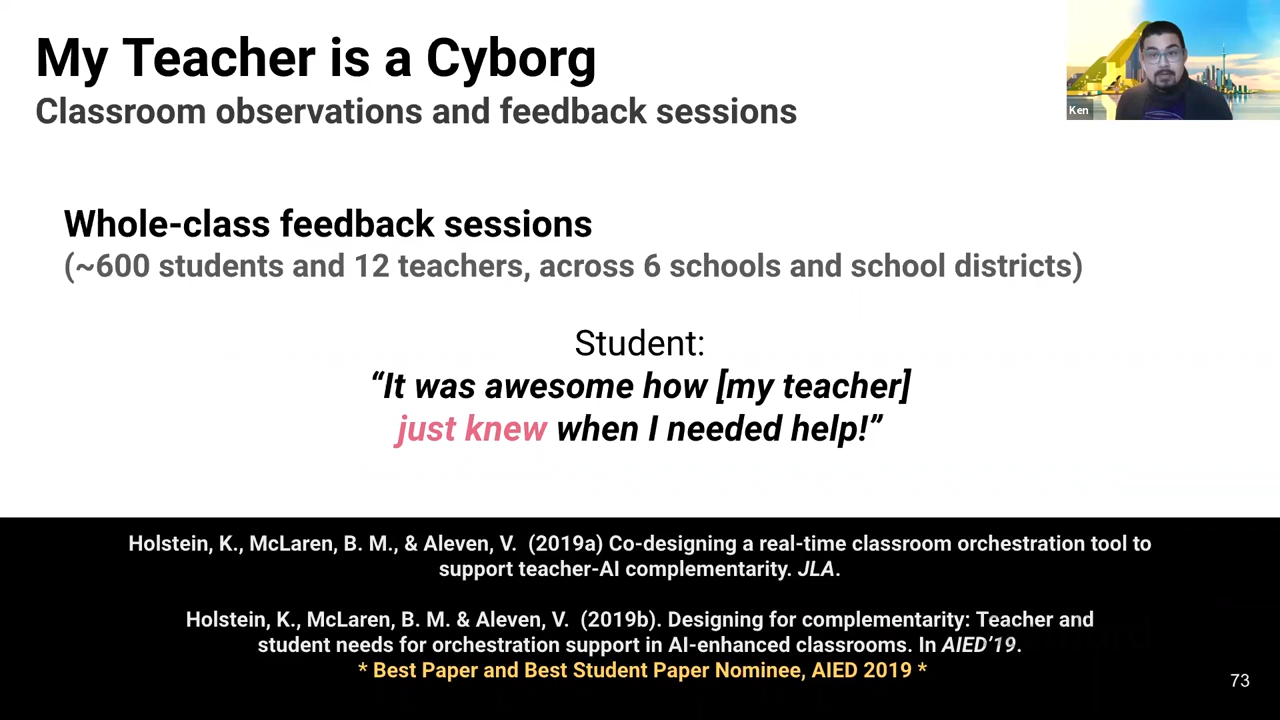 My Teacher is a Cyborg
Classroom observations and feedback sessions
Ken
Whole-class feedback sessions
(~600 students and 12 teachers, across 6 schools and school districts)
Student:
“It was awesome how [my teacher]
just knew when I needed help!”
Holstein, K., McLaren, B. M., & Aleven, V. (2019a) Co-designing a real-time classroom orchestration tool to
support teacher-AI complementarity. JLA.
Holstein, K., McLaren, B. M. & Aleven, V. (2019b). Designing for complementarity: Teacher and
student needs for orchestration support in AI-enhanced classrooms. In AIED’19.
* Best Paper and Best Student Paper Nominee, AIED 2019 *
73